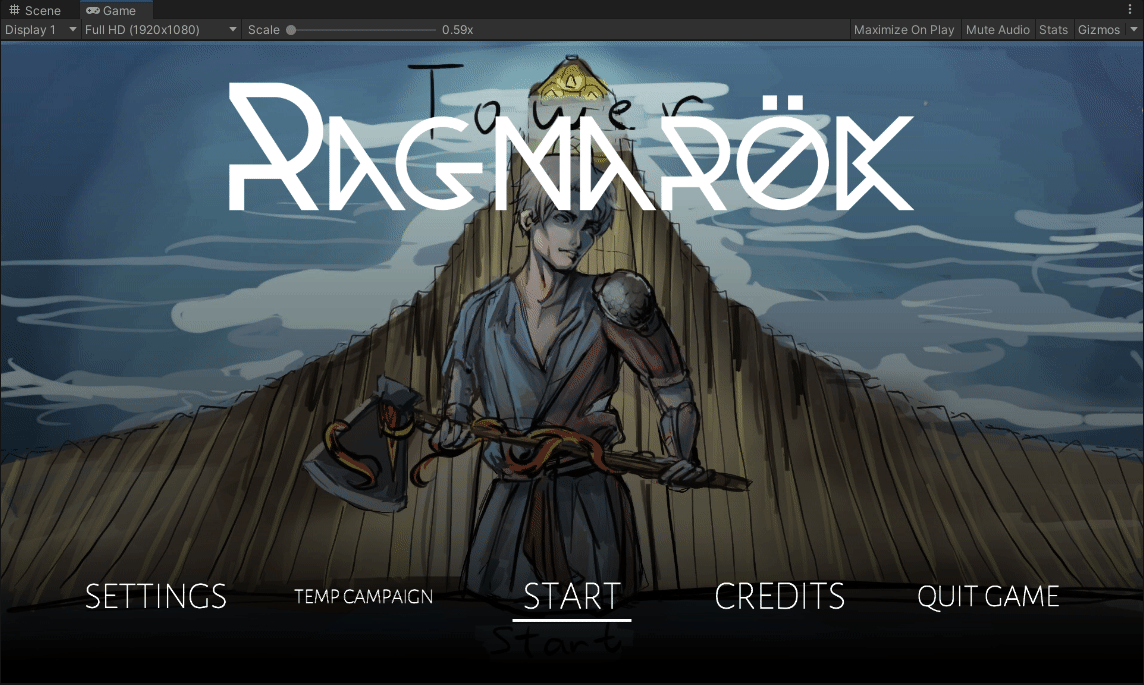 Scene Game
Display 1 Full HD (1920x1080) Scale 0.59x Maximize On Play Mute Audio Stats Gizmos
Tower
RAGNARÖK
SETTINGS TEMP CAMPAIGN START CREDITS QUIT GAME
Start